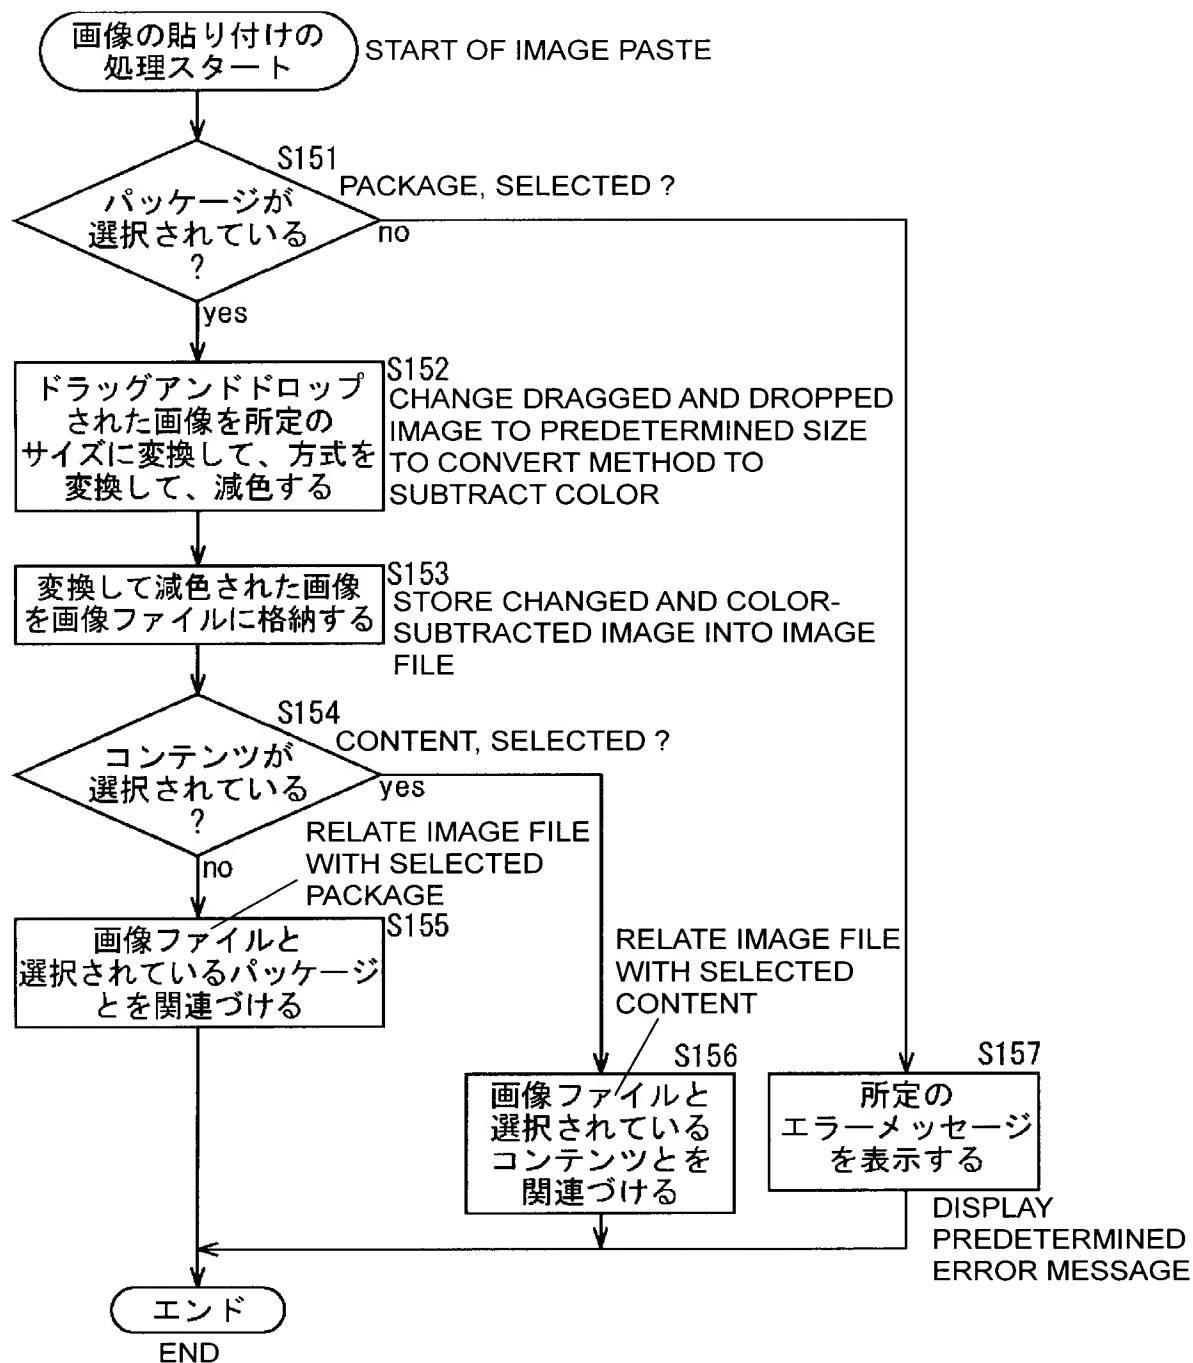 画像の貼り付けの
処理スタート
START OF IMAGE PASTE
S151
PACKAGE, SELECTED ?
パッケージが
選択されている
?
no
yes
S152
ドラッグアンドドロップ
された画像を所定の
サイズに変換して、方式を
変換して、減色する
CHANGE DRAGGED AND DROPPED
IMAGE TO PREDETERMINED SIZE
TO CONVERT METHOD TO
SUBTRACT COLOR
S153
変換して減色された画像
を画像ファイルに格納する
STORE CHANGED AND COLOR-
SUBTRACTED IMAGE INTO IMAGE
FILE
S154
CONTENT, SELECTED ?
コンテンツが
選択されている
?
yes
no
RELATE IMAGE FILE
WITH SELECTED
PACKAGE
S155
画像ファイルと
選択されているパッケージ
とを関連づける
RELATE IMAGE FILE
WITH SELECTED
CONTENT
S156
画像ファイルと
選択されている
コンテンツとを
関連づける
S157
所定の
エラーメッセージ
を表示する
DISPLAY
PREDETERMINED
ERROR MESSAGE
エンド
END